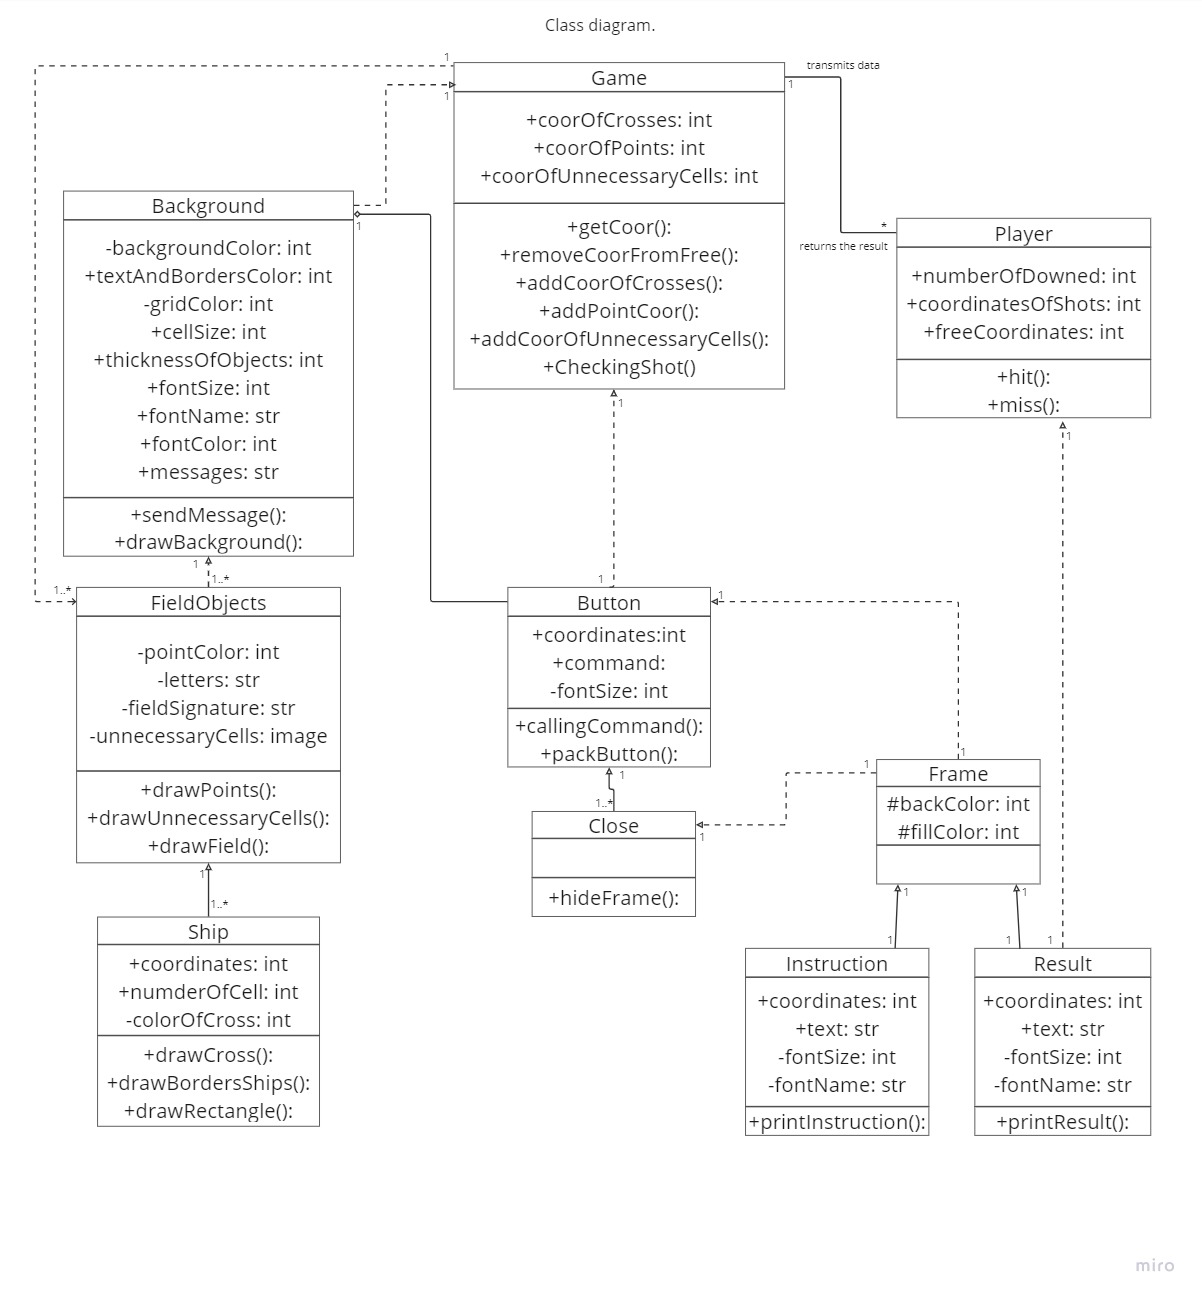 Class diagram.
1
transmits data
Game
1
1
+coorOfCrosses: int
+coorOfPoints: int
+coorOfUnnecessaryCells: int
+getCoor():
+removeCoorFromFree():
+addCoorOfCrosses():
+addPointCoor():
+addCoorOfUnnecessaryCells():
+CheckingShot()
1
Background
1
-backgroundColor: int
+textAndBordersColor: int
-gridColor: int
+cellSize: int
+thicknessOfObjects: int
+fontSize: int
+fontName: str
+fontColor: int
+messages: str
+sendMessage():
+drawBackground():
1
1..*
*
returns the result
Player
+numberOfDowned: int
+coordinatesOfShots: int
+freeCoordinates: int
+hit():
+miss():
1
1..*
FieldObjects
-pointColor: int
-letters: str
-fieldSignature: str
-unnecessaryCells: image
+drawPoints():
+drawUnnecessaryCells():
+drawField():
1
1..*
1
Button
1
+coordinates:int
+command:
-fontSize: int
+callingCommand():
+packButton():
1
1..*
Close
1
+hideFrame():
1
1
Frame
#backColor: int
#fillColor: int
1
1
1
1
1
Ship
+coordinates: int
+numderOfCell: int
-colorOfCross: int
+drawCross():
+drawBordersShips():
+drawRectangle():
Instruction
+coordinates: int
+text: str
-fontSize: int
-fontName: str
+printInstruction():
Result
+coordinates: int
+text: str
-fontSize: int
-fontName: str
+printResult():
miro